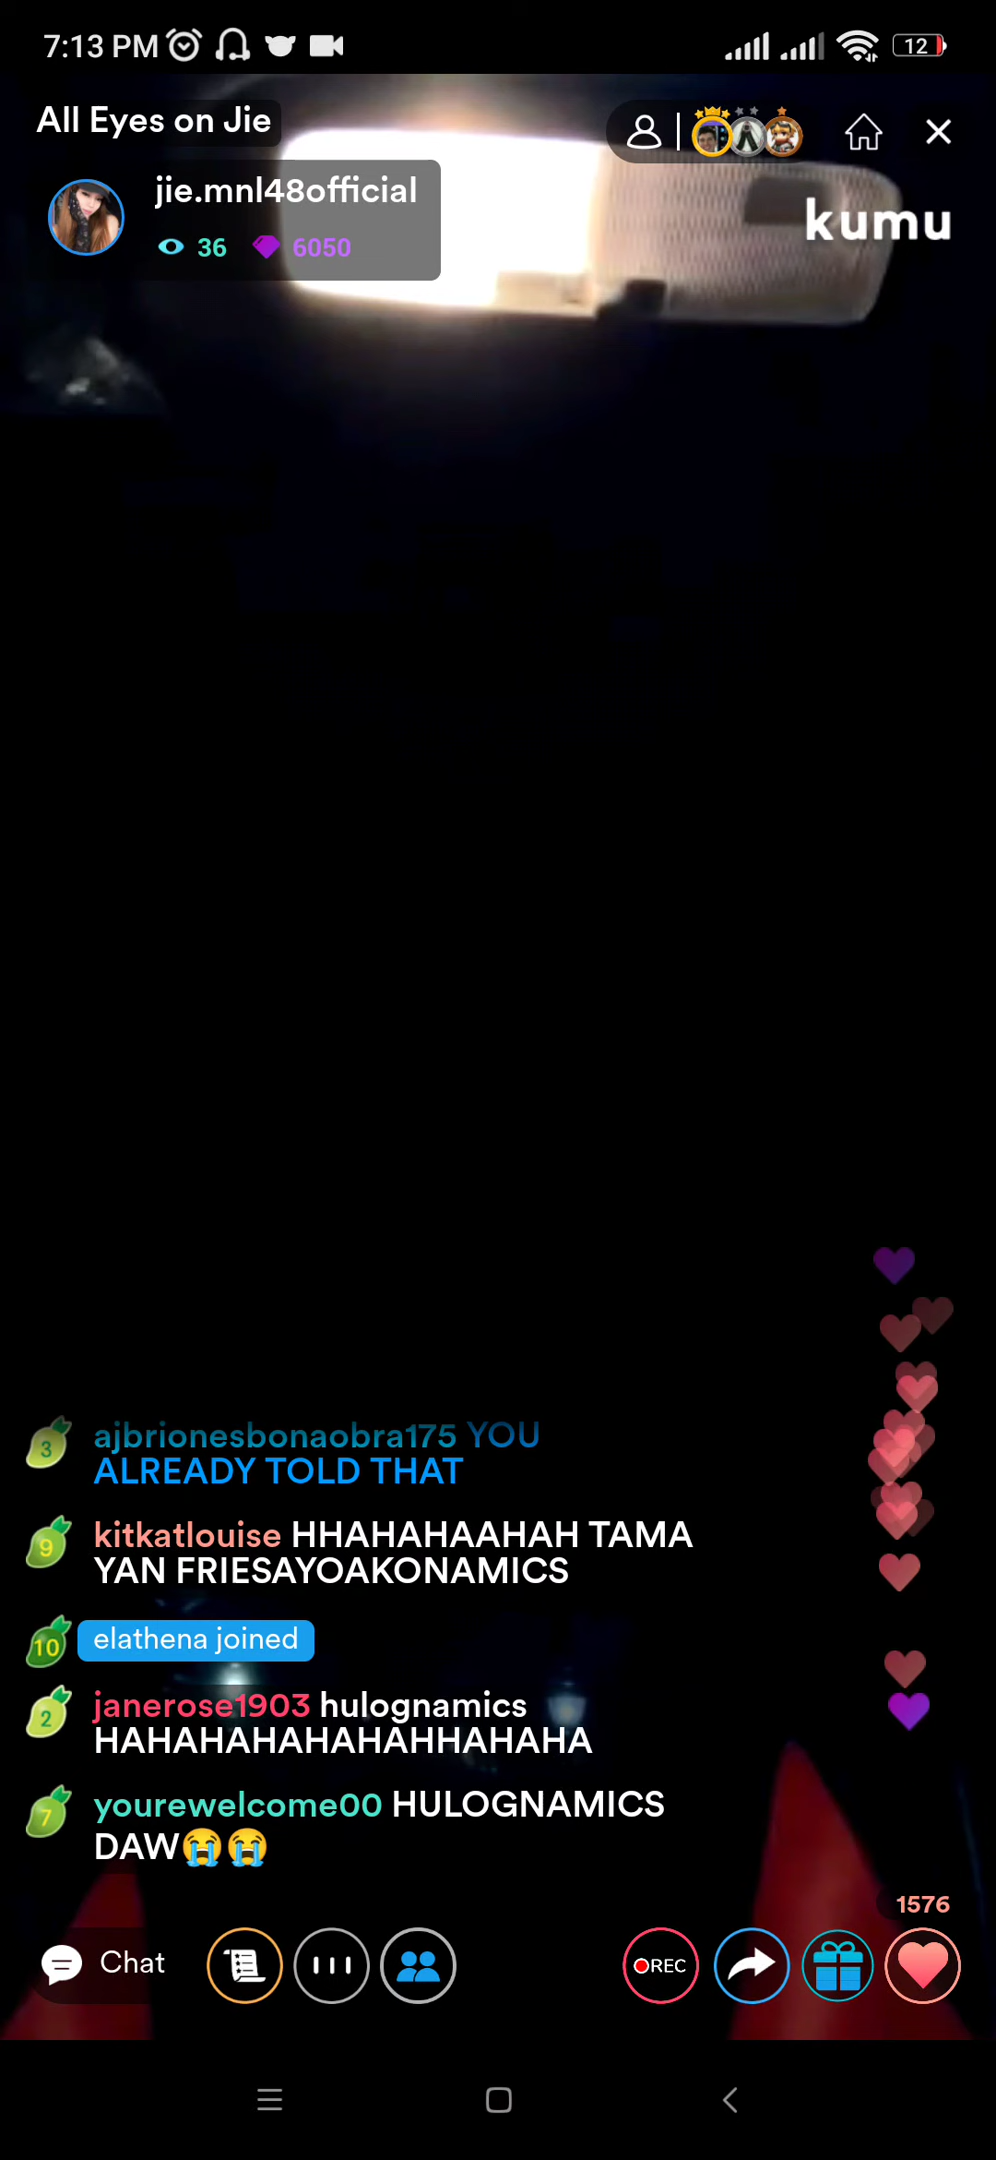 7:13 PM
12
All Eyes on Jie
jie.mnl48official
36 6050
kumu
3 ajbrionesbonaobra175 YOU
ALREADY TOLD THAT
9 kitkatlouise HHAHAHAAHAH TAMA
YAN FRIESAYOAKONAMICS
10 elathena joined
2 janerose1903 hulognamics
HAHAHAHAHAHAHHAHAHA
7 yourewelcome00 HULOGNAMICS
DAW😭😭
1576
Chat
REC